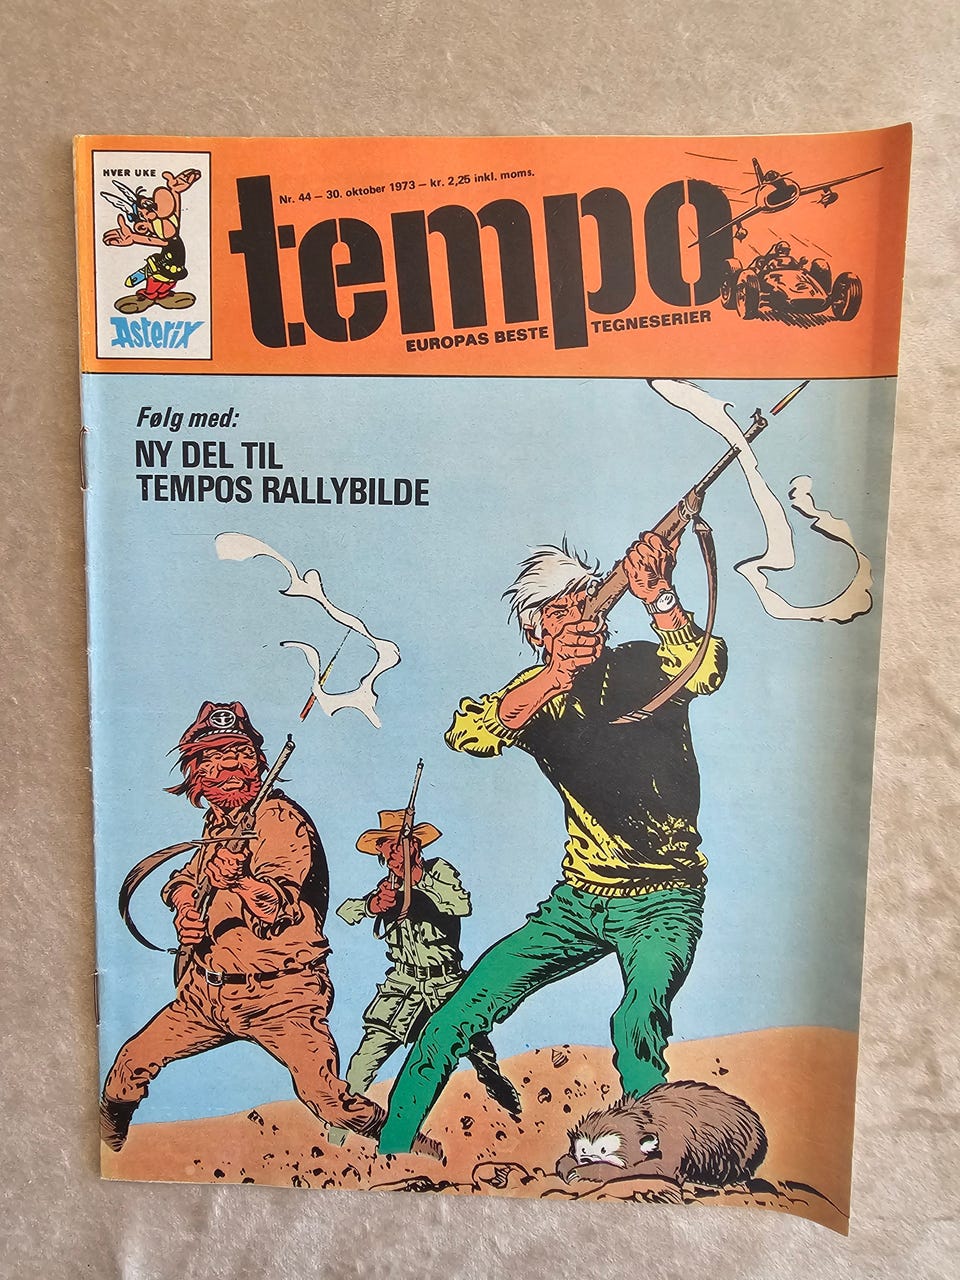 HVER UKE
Asterix
Nr. 44 – 30. oktober 1973 – kr. 2,25 inkl. moms.
tempo
EUROPAS BESTE TEGNESERIER
Følg med:
NY DEL TIL
TEMPOS RALLYBILDE